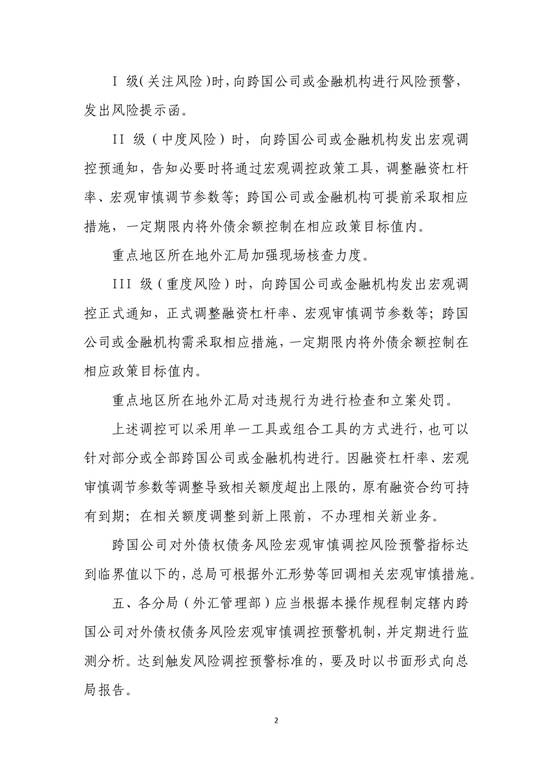 I 级(关注风险)时,向跨国公司或金融机构进行风险预警,
发出风险提示函。
II 级（中度风险）时，向跨国公司或金融机构发出宏观调
控预通知，告知必要时将通过宏观调控政策工具，调整融资杠杆
率、宏观审慎调节参数等；跨国公司或金融机构可提前采取相应
措施，一定期限内将外债余额控制在相应政策目标值内。
重点地区所在地外汇局加强现场核查力度。
III 级（重度风险）时，向跨国公司或金融机构发出宏观调
控正式通知，正式调整融资杠杆率、宏观审慎调节参数等；跨国
公司或金融机构需采取相应措施，一定期限内将外债余额控制在
相应政策目标值内。
重点地区所在地外汇局对违规行为进行检查和立案处罚。
上述调控可以采用单一工具或组合工具的方式进行，也可以
针对部分或全部跨国公司或金融机构进行。因融资杠杆率、宏观
审慎调节参数等调整导致相关额度超出上限的，原有融资合约可持
有到期；在相关额度调整到新上限前，不办理相关新业务。
跨国公司对外债权债务风险宏观审慎调控风险预警指标达
到临界值以下的，总局可根据外汇形势等回调相关宏观审慎措施。
五、各分局（外汇管理部）应当根据本操作规程制定辖内跨
国公司对外债权债务风险宏观审慎调控预警机制，并定期进行监
测分析。达到触发风险调控预警标准的，要及时以书面形式向总
局报告。
2